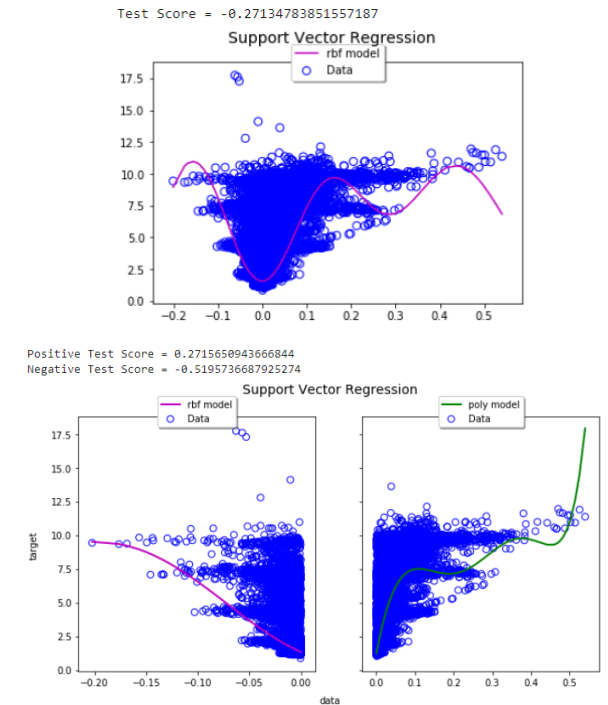 Test Score = -0.27134783851557187
Support Vector Regression
rbf model
Data
17.5
15.0
12.5
10.0
7.5
5.0
2.5
0.0
−0.2 −0.1 0.0 0.1 0.2 0.3 0.4 0.5
Positive Test Score = 0.2715650943666844
Negative Test Score = -0.5195736687925274
Support Vector Regression
rbf model
Data
poly model
Data
target
17.5
15.0
12.5
10.0
7.5
5.0
2.5
0.0
−0.20 −0.15 −0.10 −0.05 0.00
0.0 0.1 0.2 0.3 0.4 0.5
data